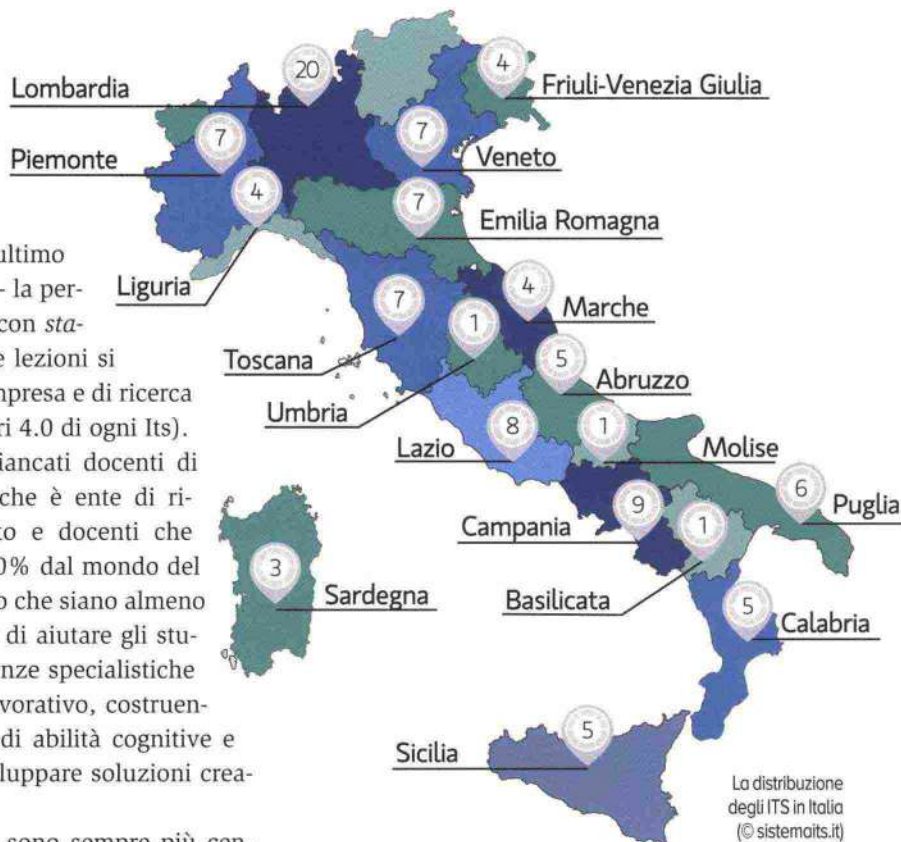 20
Lombardia
4
Friuli-Venezia Giulia
7
Piemonte
7
Veneto
4
Liguria
7
Emilia Romagna
7
Toscana
4
Marche
1
Umbria
5
Abruzzo
8
Lazio
1
Molise
9
Campania
6
Puglia
1
Basilicata
3
Sardegna
5
Calabria
5
Sicilia
ultimo
– la per-
con sta-
e lezioni si
mpresa e di ricerca
ri 4.0 di ogni Its).
iancati docenti di
che è ente di ri-
to e docenti che
0% dal mondo del
o che siano almeno
di aiutare gli stu-
nze specialistiche
vorativo, costruen-
di abilità cognitive e
luppare soluzioni crea-
sono sempre più cen-
La distribuzione
degli ITS in Italia
(© sistemaits.it)